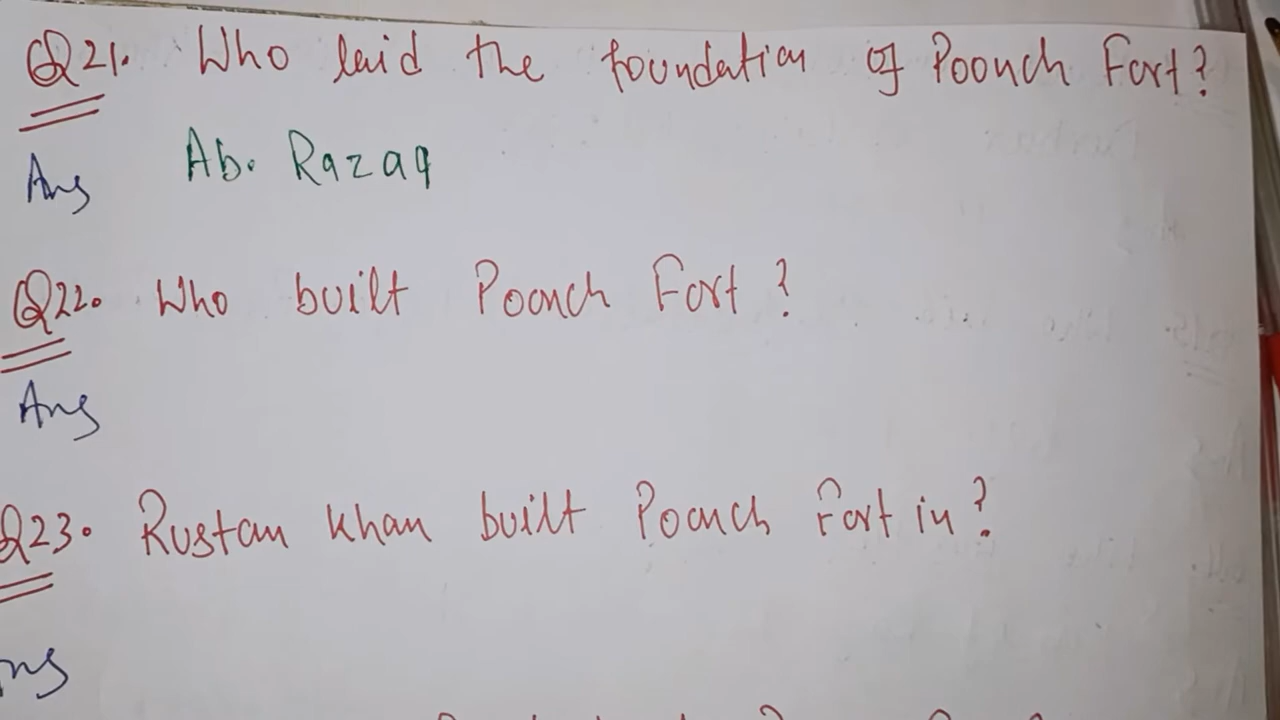 Q21. Who laid the foundation of Poonch Fort?
Ans Ab. Razaq
Q22. Who built Poonch Fort?
Ans
Q23. Rustam Khan built Poonch Fort in?
ns